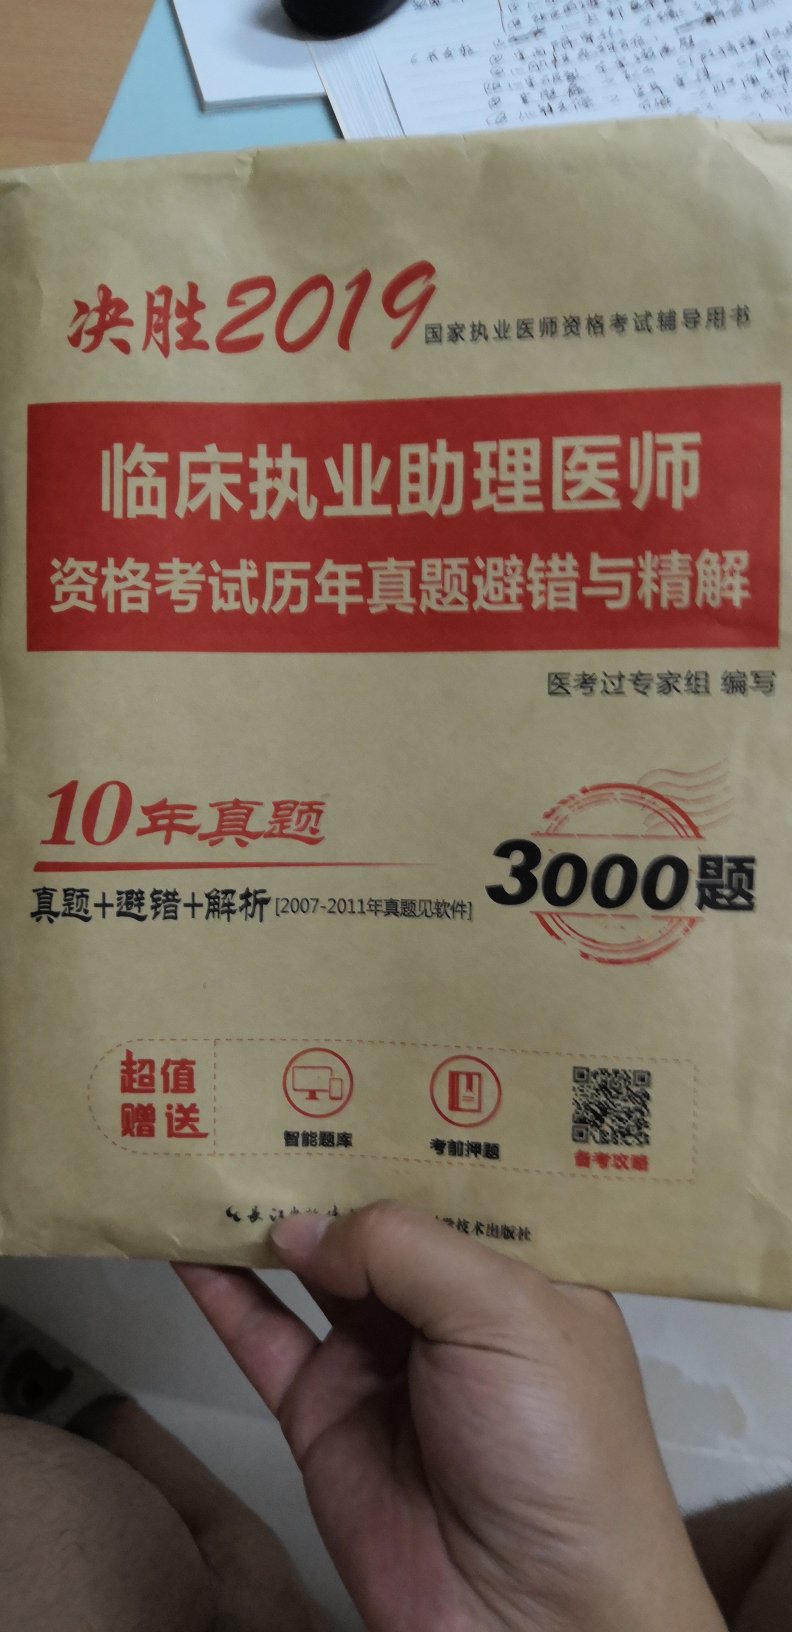 决胜2019
国家执业医师资格考试辅导用书
临床执业助理医师
资格考试历年真题避错与精解
医考过专家组 编写
10年真题
真题+避错+解析[2007-2011年真题见软件]
3000题
超值
赠送
智能题库
考前押题
备考攻略
长江
技术出版社